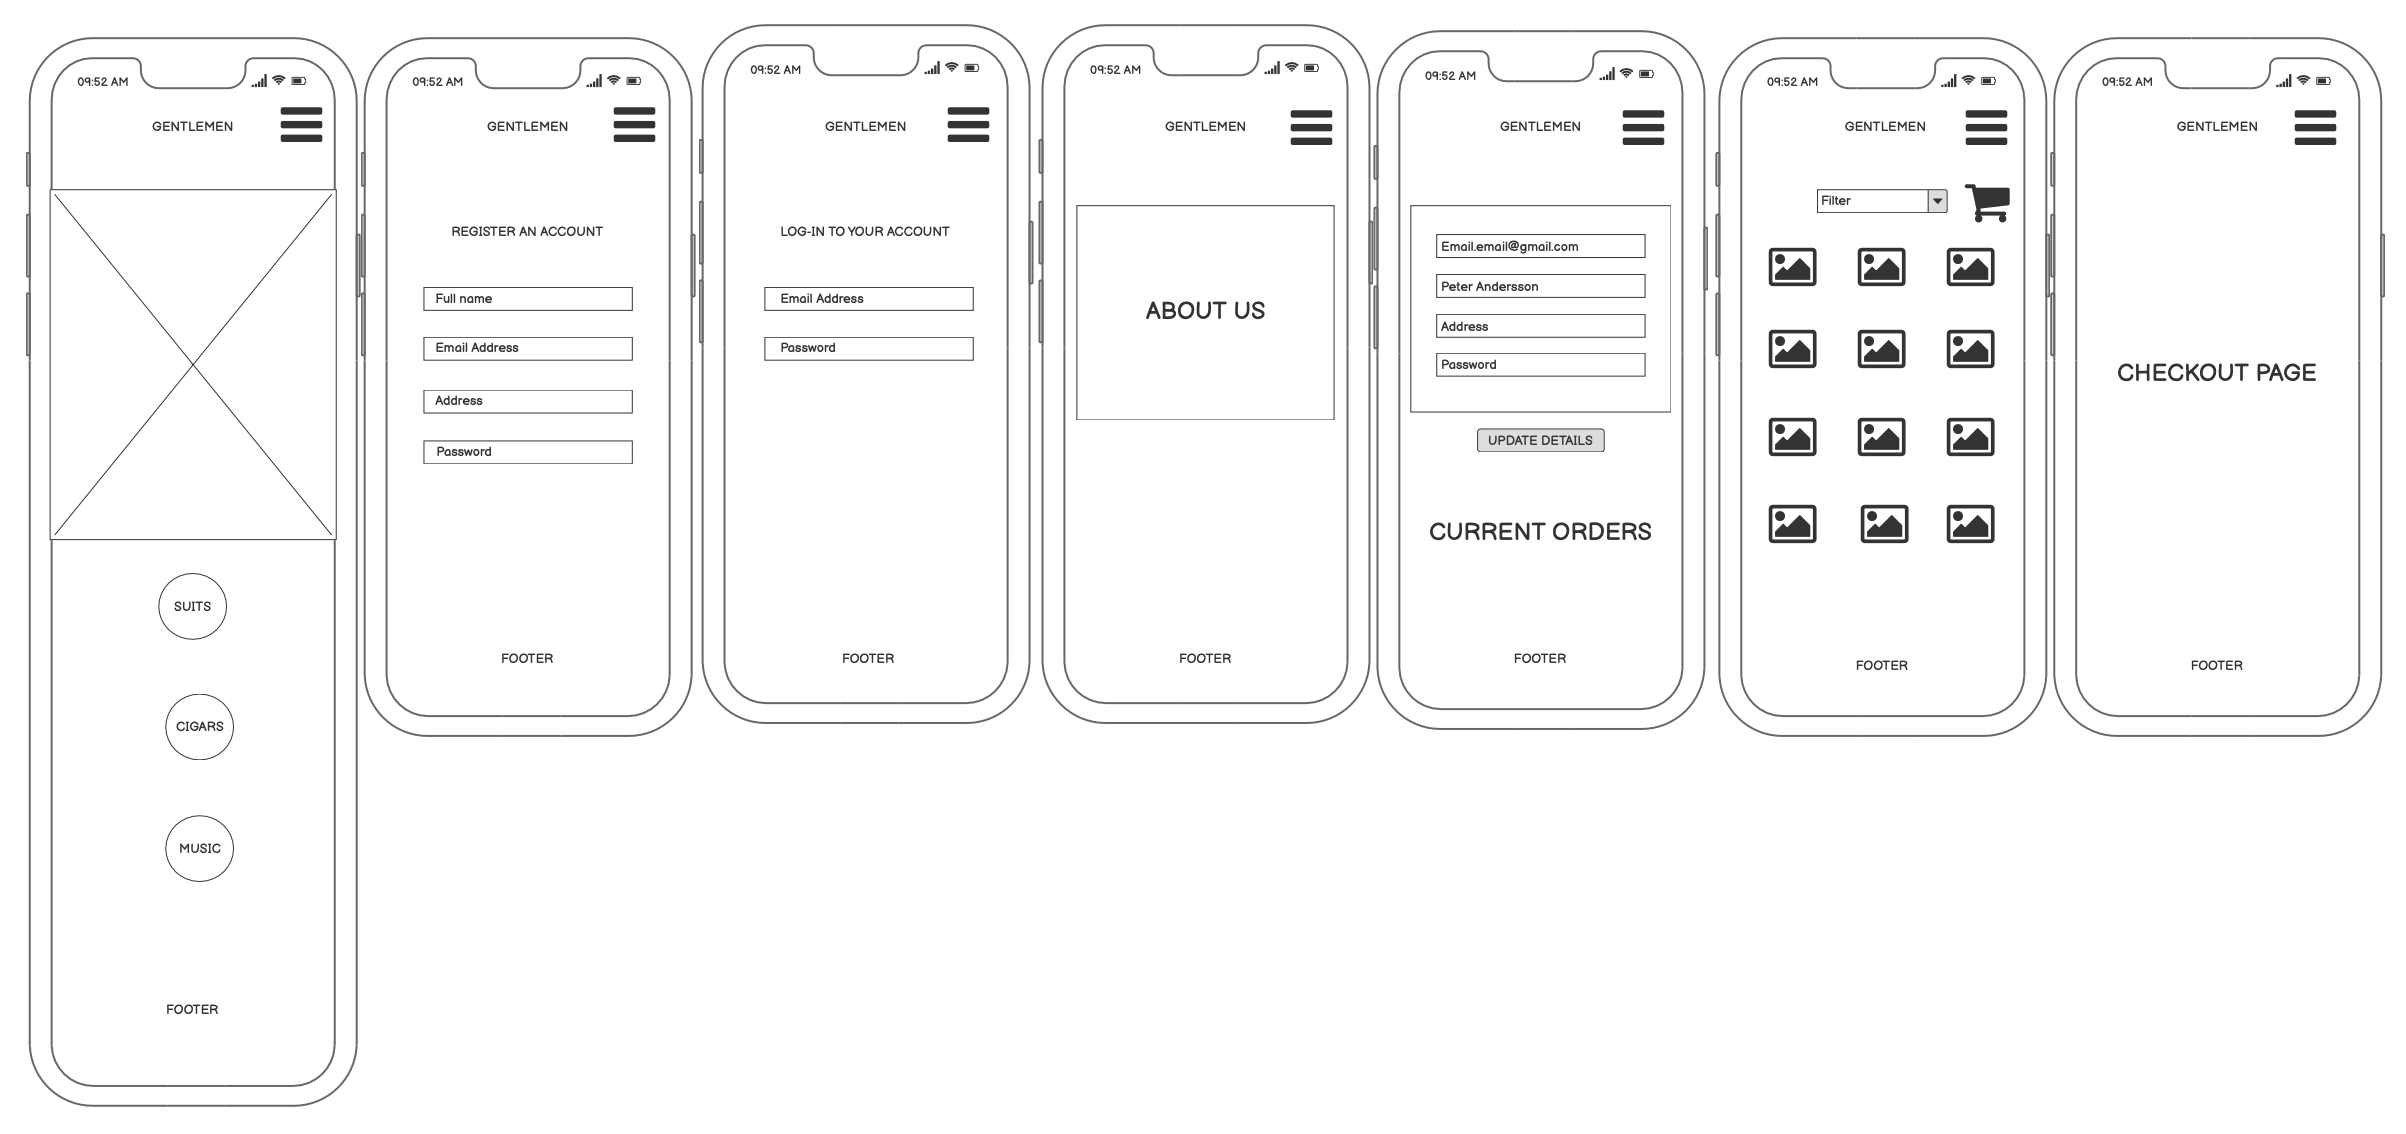 09:52 AM
GENTLEMEN
SUITS
CIGARS
MUSIC
FOOTER
09:52 AM
GENTLEMEN
REGISTER AN ACCOUNT
Full name
Email Address
Address
Password
FOOTER
09:52 AM
GENTLEMEN
LOG-IN TO YOUR ACCOUNT
Email Address
Password
FOOTER
09:52 AM
GENTLEMEN
ABOUT US
FOOTER
09:52 AM
GENTLEMEN
Email.email@gmail.com
Peter Andersson
Address
Password
UPDATE DETAILS
CURRENT ORDERS
FOOTER
09:52 AM
GENTLEMEN
Filter
FOOTER
09:52 AM
GENTLEMEN
CHECKOUT PAGE
FOOTER